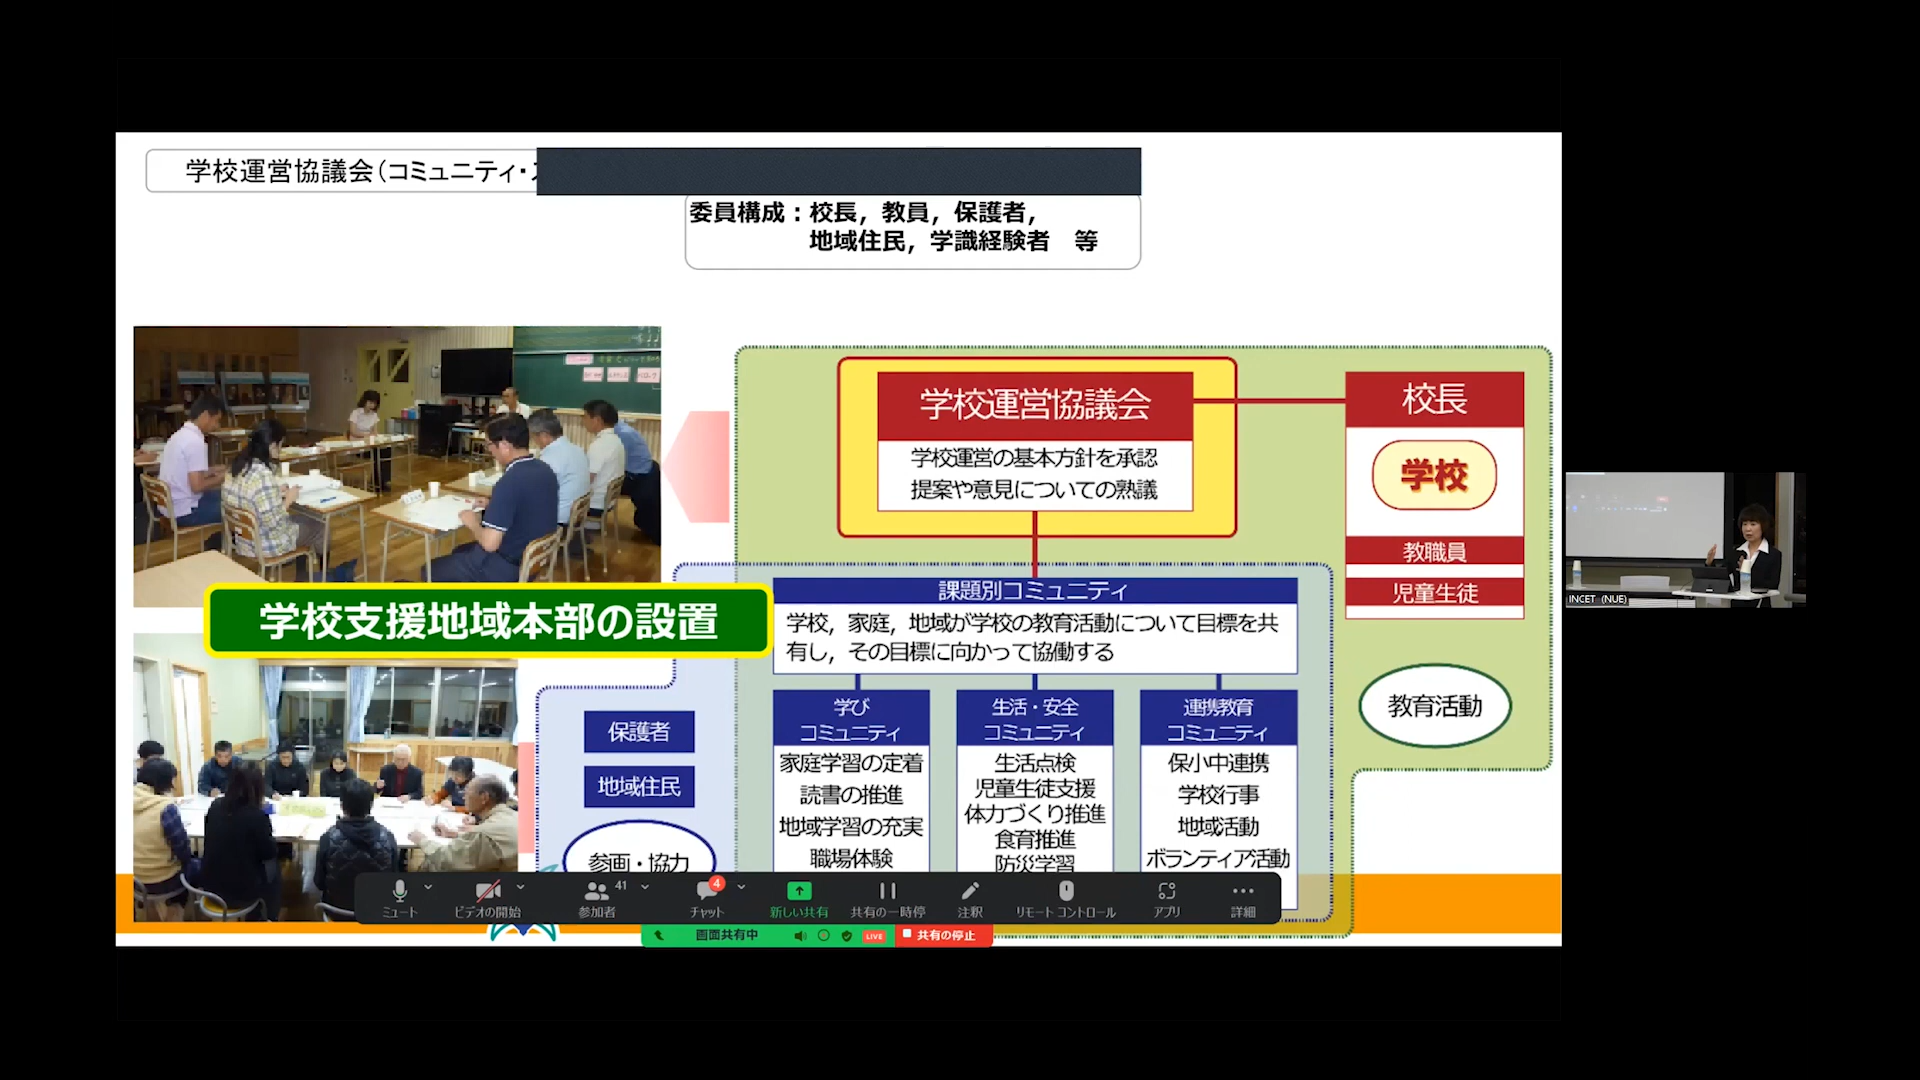 学校運営協議会（コミュニティ・
委員構成：校長，教員，保護者，
地域住民，学識経験者　等
学校運営協議会
学校運営の基本方針を承認
提案や意見についての熟議
校長
学校
教職員
児童生徒
教育活動
学校支援地域本部の設置
課題別コミュニティ
学校，家庭，地域が学校の教育活動について目標を共
有し，その目標に向かって協働する
保護者
地域住民
参画・協力
学び
コミュニティ
家庭学習の定着
読書の推進
地域学習の充実
職場体験
生活・安全
コミュニティ
生活点検
児童生徒支援
体力づくり推進
食育推進
防災学習
連携教育
コミュニティ
保小中連携
学校行事
地域活動
ボランティア活動
INCET (NUE)
41
4
ミュート
ビデオの開始
参加者
チャット
新しい共有
共有の一時停
注釈
リモート コントロール
アプリ
詳細
画面共有中
LIVE
共有の停止